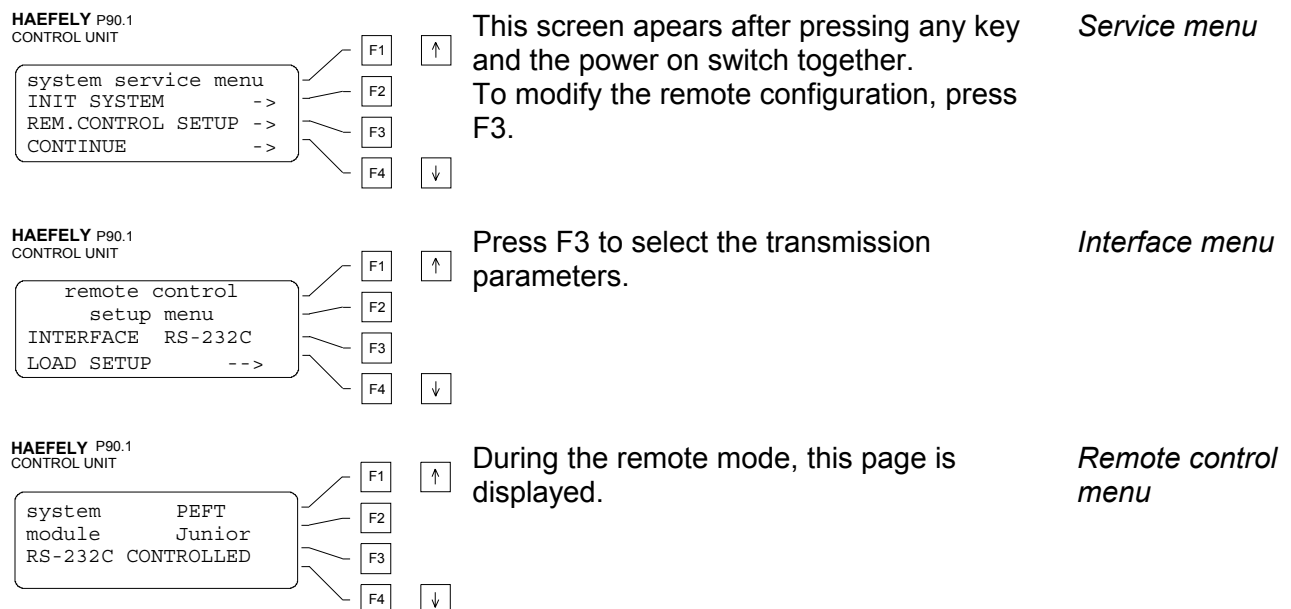 HAEFELY P90.1
CONTROL UNIT
system service menu
INIT SYSTEM ->
REM.CONTROL SETUP ->
CONTINUE ->
F1 ↑
F2
F3
F4 ↓
This screen apears after pressing any key
and the power on switch together.
To modify the remote configuration, press
F3.
Service menu
HAEFELY P90.1
CONTROL UNIT
remote control
setup menu
INTERFACE RS-232C
LOAD SETUP -->
F1 ↑
F2
F3
F4 ↓
Press F3 to select the transmission
parameters.
Interface menu
HAEFELY P90.1
CONTROL UNIT
system PEFT
module Junior
RS-232C CONTROLLED
F1 ↑
F2
F3
F4 ↓
During the remote mode, this page is
displayed.
Remote control
menu